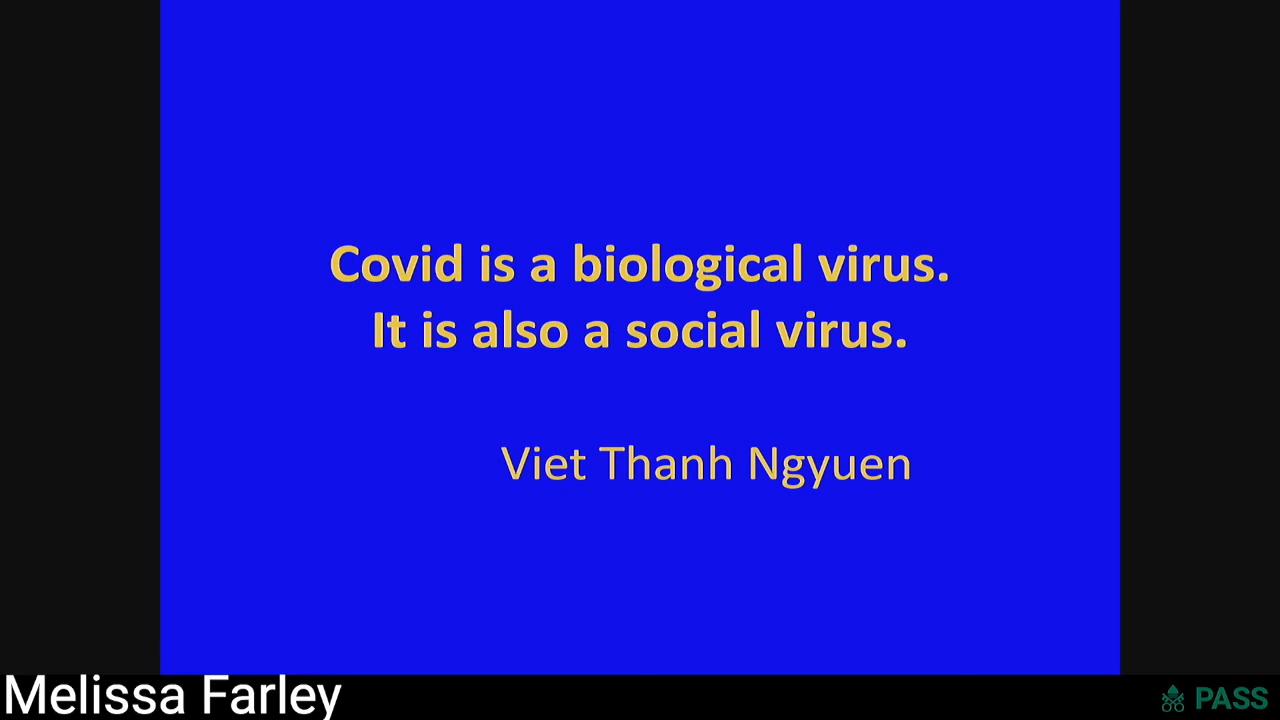 Covid is a biological virus.
It is also a social virus.
Viet Thanh Ngyuen
Melissa Farley
PASS